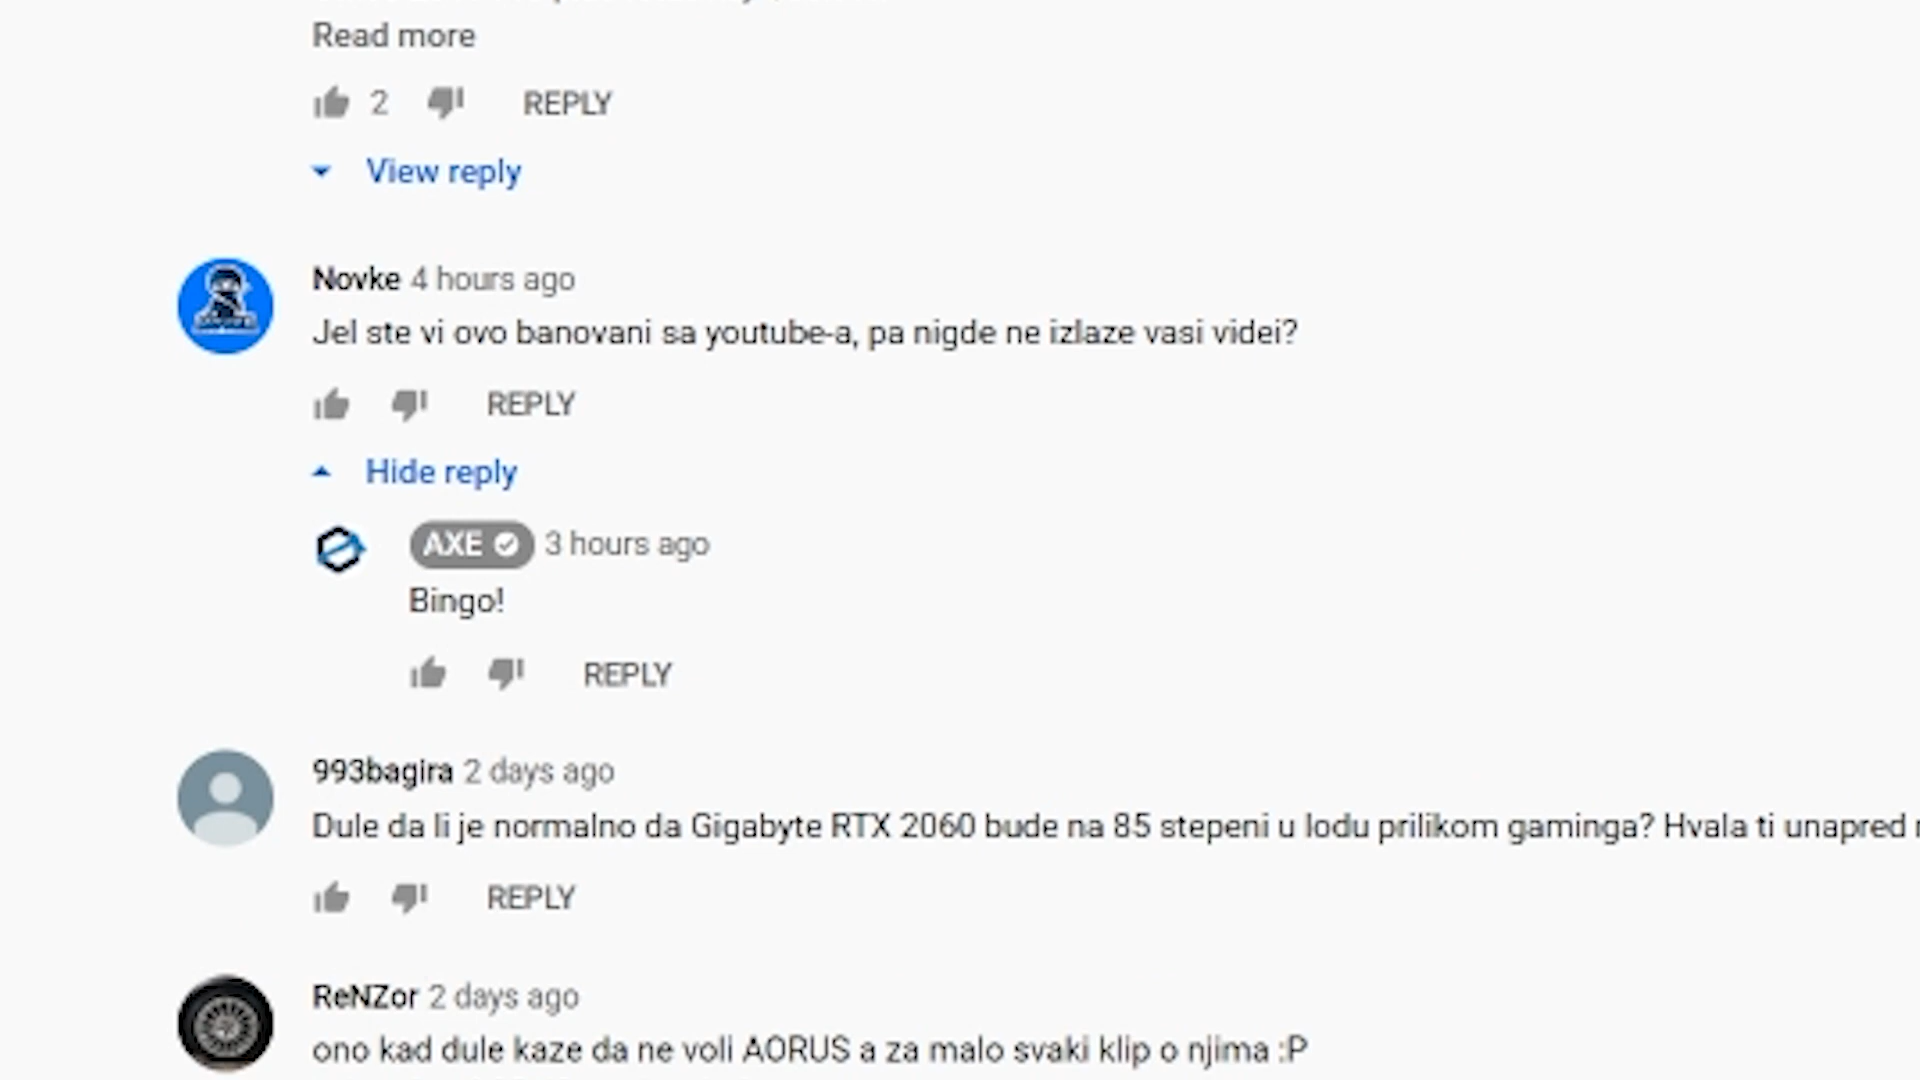 Read more
2 REPLY
View reply
Novke 4 hours ago
Jel ste vi ovo banovani sa youtube-a, pa nigde ne izlaze vasi videi?
REPLY
Hide reply
AXE 3 hours ago
Bingo!
REPLY
993bagira 2 days ago
Dule da li je normalno da Gigabyte RTX 2060 bude na 85 stepeni u lodu prilikom gaminga? Hvala ti unapred
REPLY
ReNZor 2 days ago
ono kad dule kaze da ne voli AORUS a za malo svaki klip o njima :P